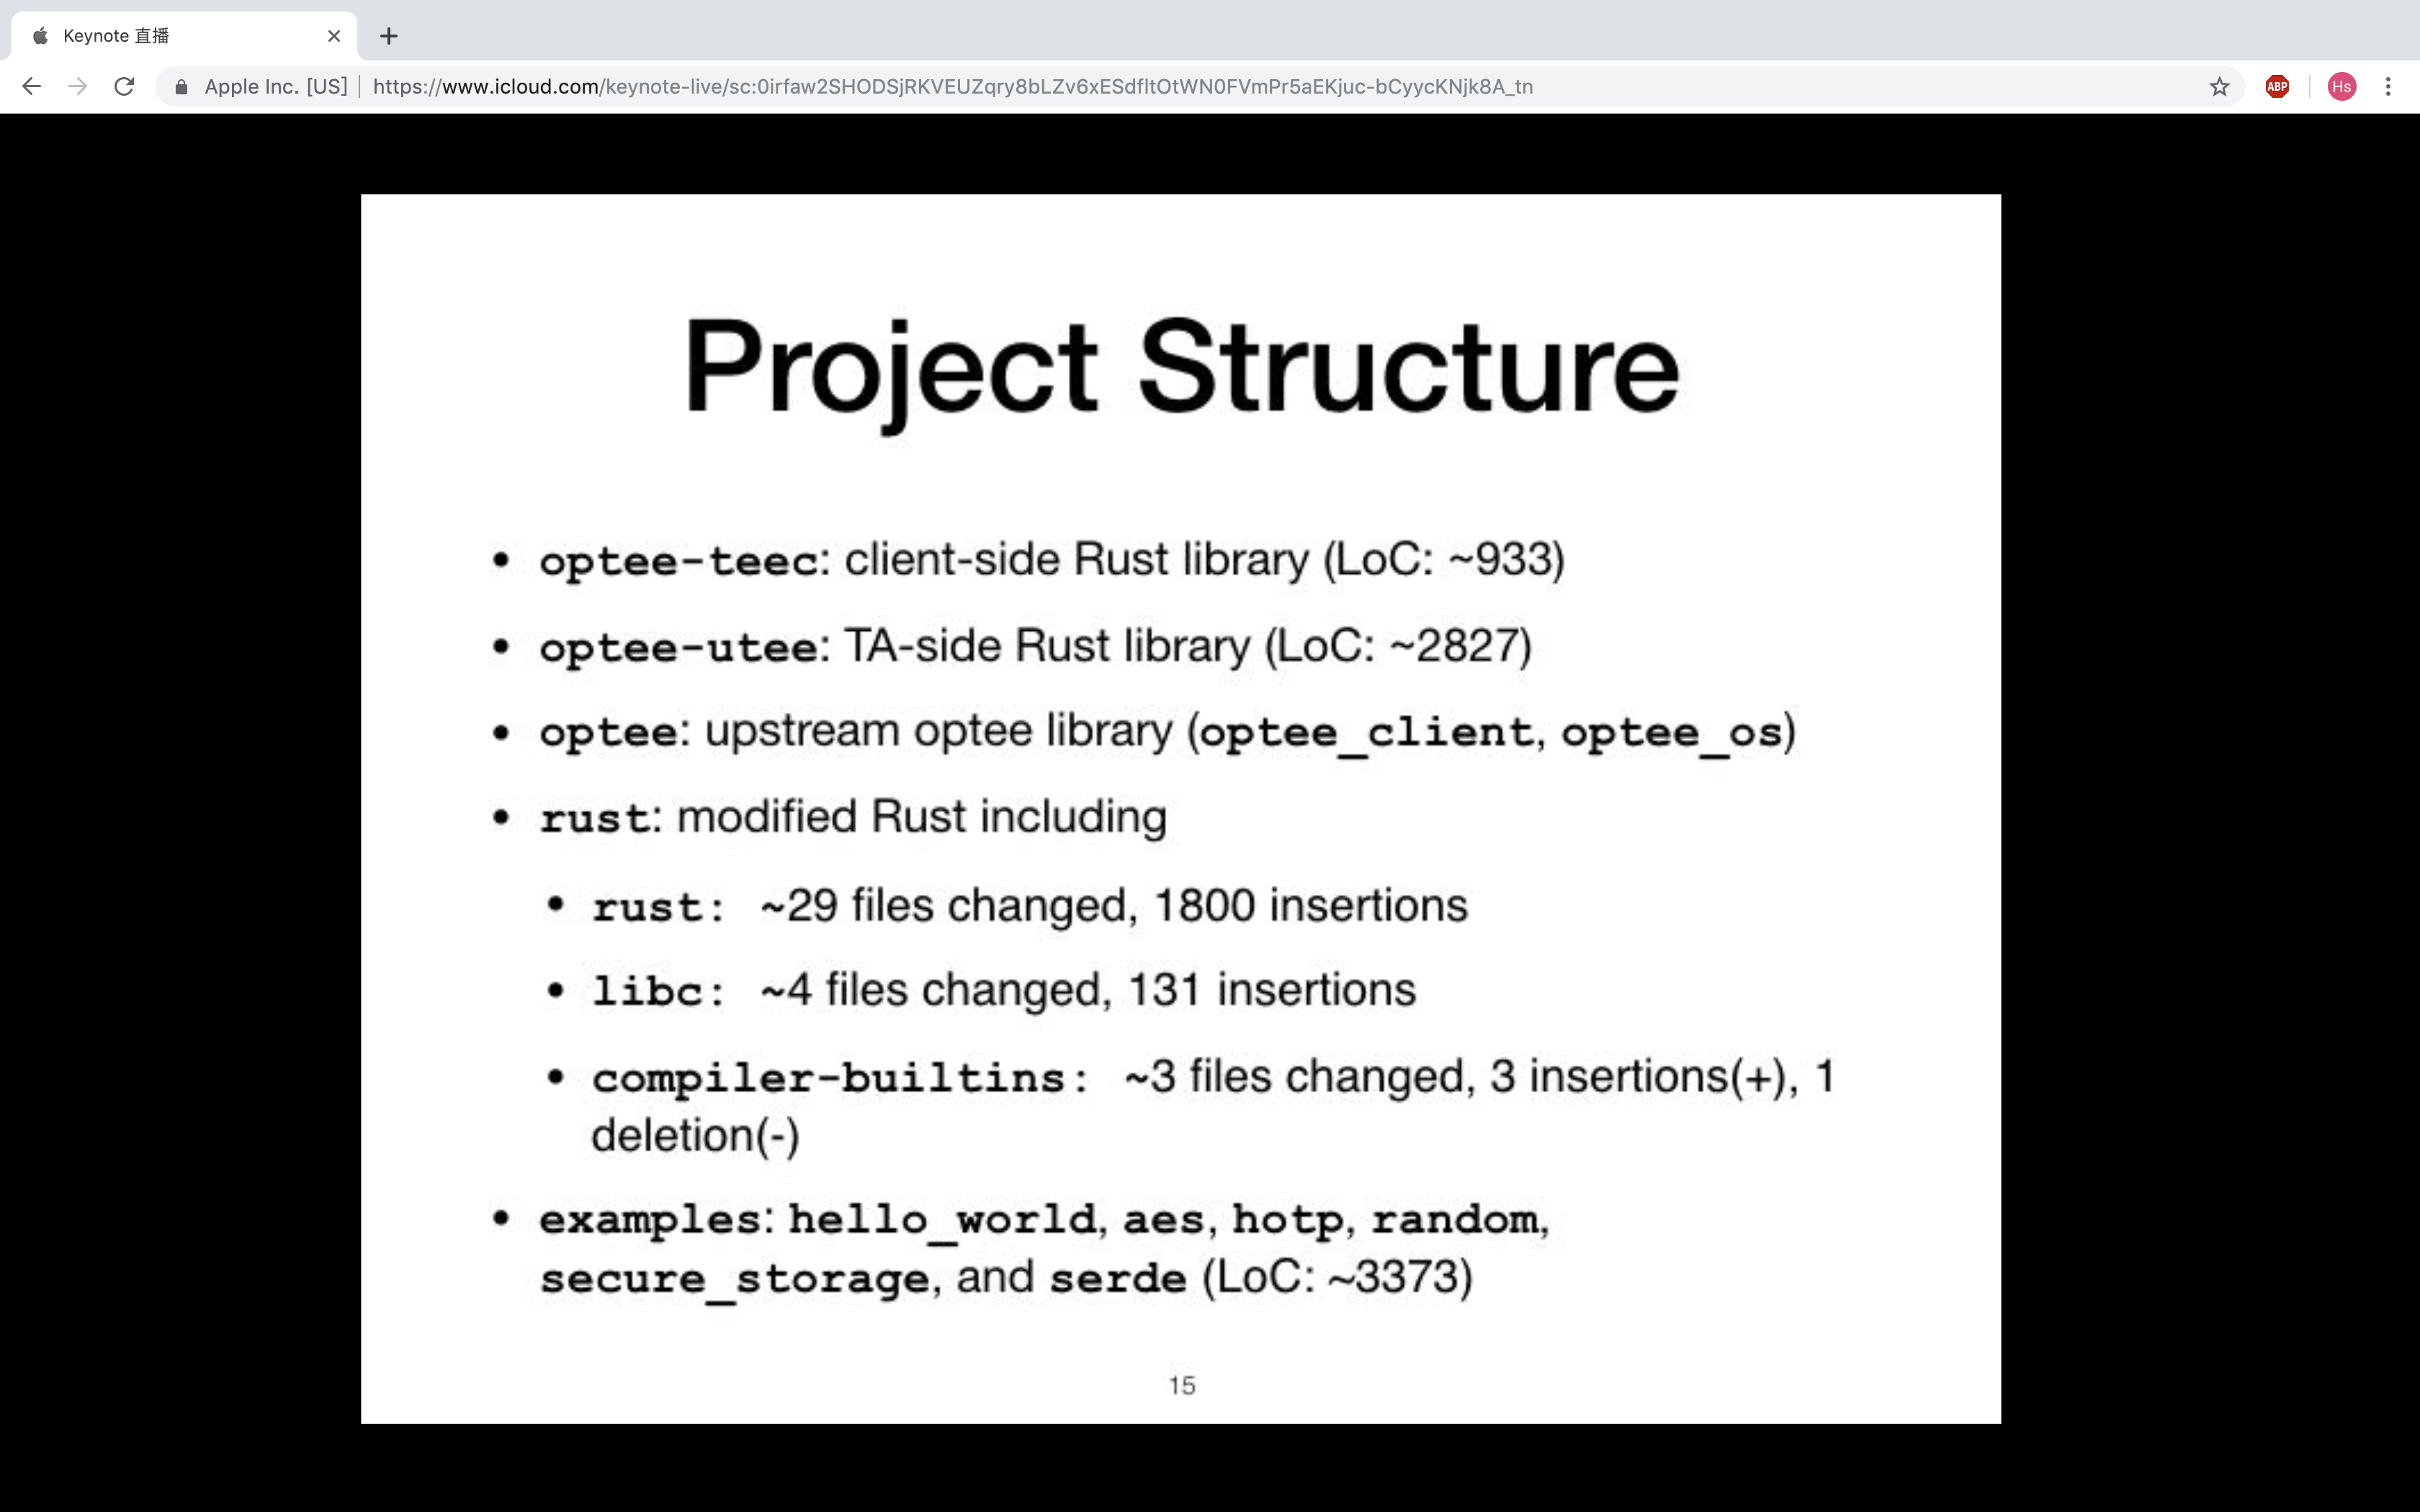 Keynote 直播
Apple Inc. [US] https://www.icloud.com/keynote-live/sc:0irfaw2SHODSjRKVEUZqry8bLZv6xESdfItOtWN0FVmPr5aEKjuc-bCyycKNjk8A_tn
ABP
Hs
Project Structure
• optee-teec: client-side Rust library (LoC: ~933)
• optee-utee: TA-side Rust library (LoC: ~2827)
• optee: upstream optee library (optee_client, optee_os)
• rust: modified Rust including
• rust: ~29 files changed, 1800 insertions
• libc: ~4 files changed, 131 insertions
• compiler-builtins: ~3 files changed, 3 insertions(+), 1
deletion(-)
• examples: hello_world, aes, hotp, random,
secure_storage, and serde (LoC: ~3373)
15